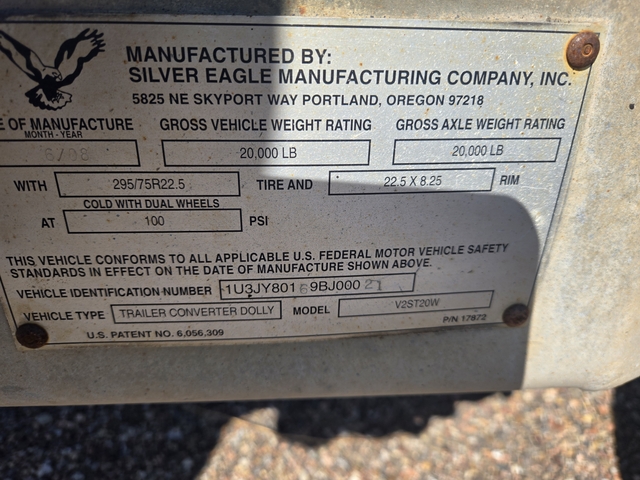 MANUFACTURED BY:
SILVER EAGLE MANUFACTURING COMPANY, INC.
5825 NE SKYPORT WAY PORTLAND, OREGON 97218
E OF MANUFACTURE GROSS VEHICLE WEIGHT RATING GROSS AXLE WEIGHT RATING
MONTH - YEAR
6/08 20,000 LB 20,000 LB
WITH 295/75R22.5 TIRE AND 22.5 X 8.25 RIM
COLD WITH DUAL WHEELS
AT 100 PSI
THIS VEHICLE CONFORMS TO ALL APPLICABLE U.S. FEDERAL MOTOR VEHICLE SAFETY
STANDARDS IN EFFECT ON THE DATE OF MANUFACTURE SHOWN ABOVE.
VEHICLE IDENTIFICATION NUMBER 1U3JY80169BJ00021
VEHICLE TYPE TRAILER CONVERTER DOLLY MODEL V2ST20W
U.S. PATENT NO. 6,056,309 P/N 17872